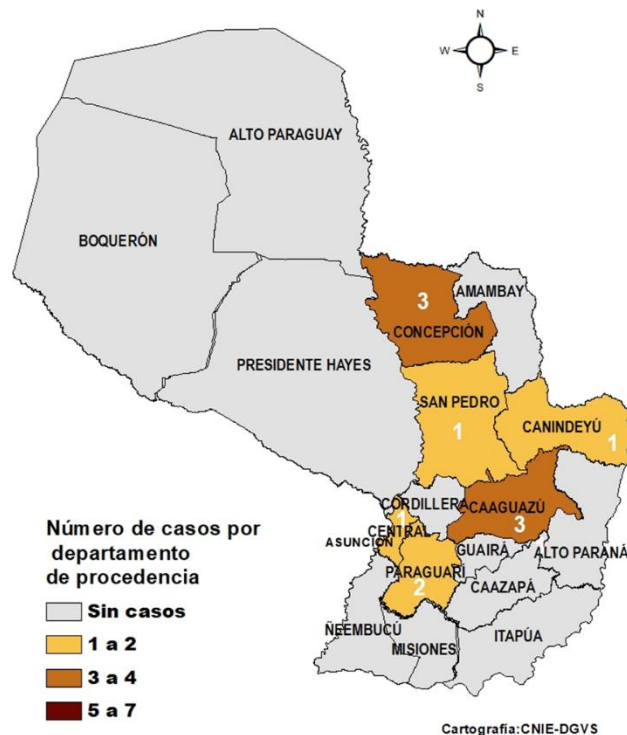 N
W E
S
ALTO PARAGUAY
BOQUERÓN
AMAMBAY
3
CONCEPCIÓN
PRESIDENTE HAYES
SAN PEDRO
1
CANINDEYÚ
1
CORDILLERA
CAAGUAZÚ
3
1
CENTRAL
ASUNCIÓN
GUAIRÁ
ALTO PARANÁ
PARAGUARÍ
2
CAAZAPÁ
ÑEEMBUCÚ
MISIONES
ITAPÚA
Número de casos por
departamento
de procedencia
Sin casos
1 a 2
3 a 4
5 a 7
Cartografía:CNIE-DGVS